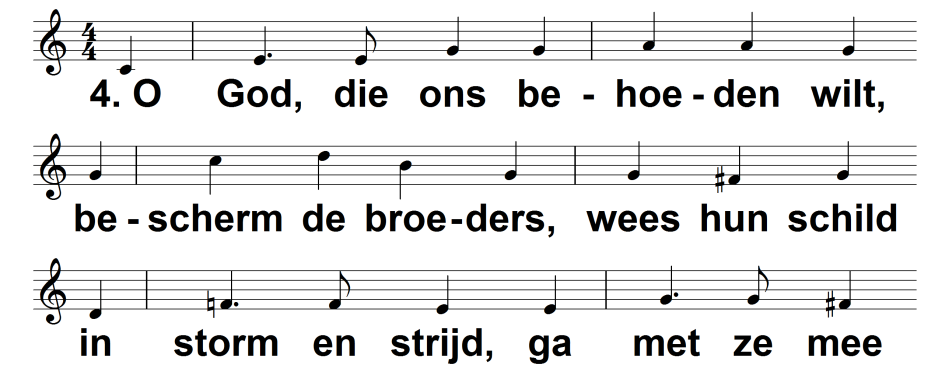 4. O God, die ons be - hoe - den wilt,
be - scherm de broe-ders, wees hun schild
in storm en strijd, ga met ze mee